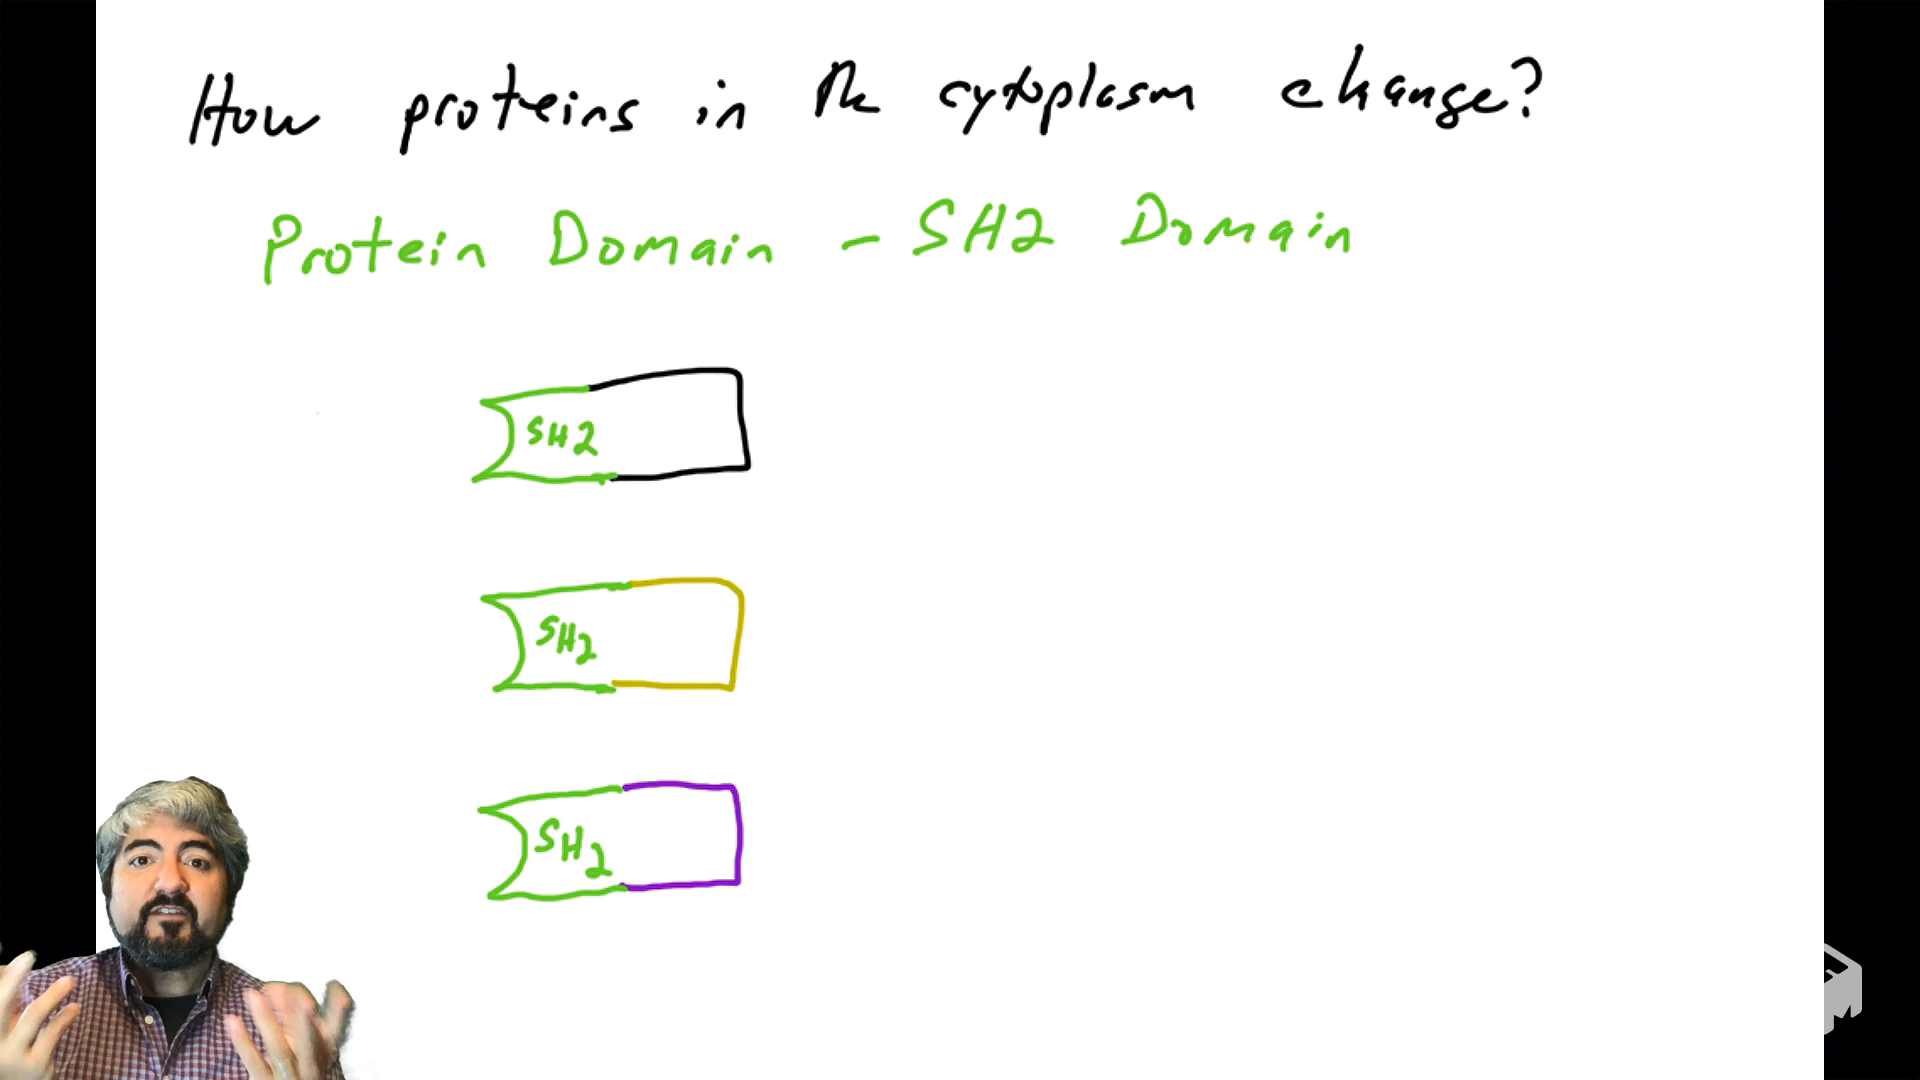 How proteins in the cytoplasm change?
Protein Domain - SH2 Domain
SH2
SH2
SH2